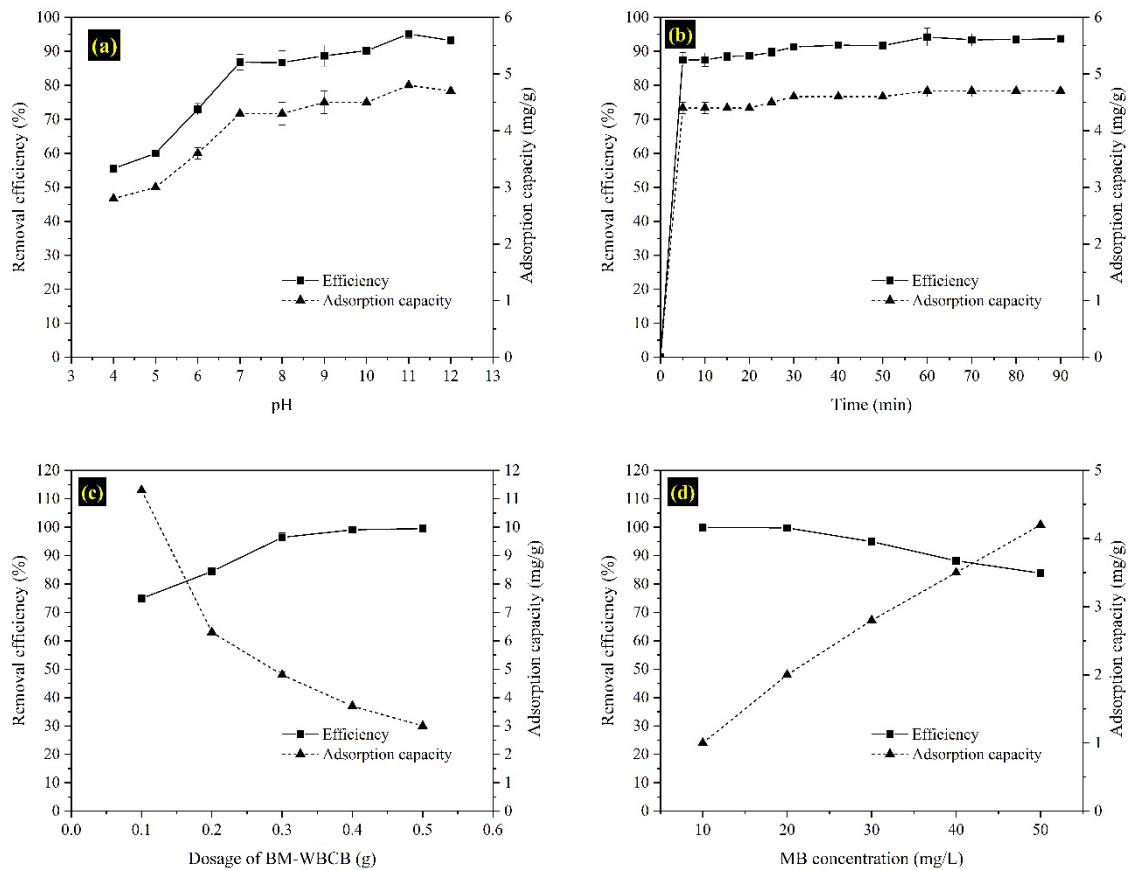 (a)
100
90
80
70
60
50
40
30
20
10
0
Removal efficiency (%)
6
5
4
3
2
1
0
Adsorption capacity (mg/g)
Efficiency
Adsorption capacity
3 4 5 6 7 8 9 10 11 12 13
pH
(b)
100
90
80
70
60
50
40
30
20
10
0
Removal efficiency (%)
6
5
4
3
2
1
0
Adsorption capacity (mg/g)
Efficiency
Adsorption capacity
0 10 20 30 40 50 60 70 80 90
Time (min)
(c)
120
110
100
90
80
70
60
50
40
30
20
10
0
Removal efficiency (%)
12
11
10
9
8
7
6
5
4
3
2
1
0
Adsorption capacity (mg/g)
Efficiency
Adsorption capacity
0.0 0.1 0.2 0.3 0.4 0.5 0.6
Dosage of BM-WBCB (g)
(d)
120
110
100
90
80
70
60
50
40
30
20
10
0
Removal efficiency (%)
5
4
3
2
1
0
Adsorption capacity (mg/g)
Efficiency
Adsorption capacity
10 20 30 40 50
MB concentration (mg/L)